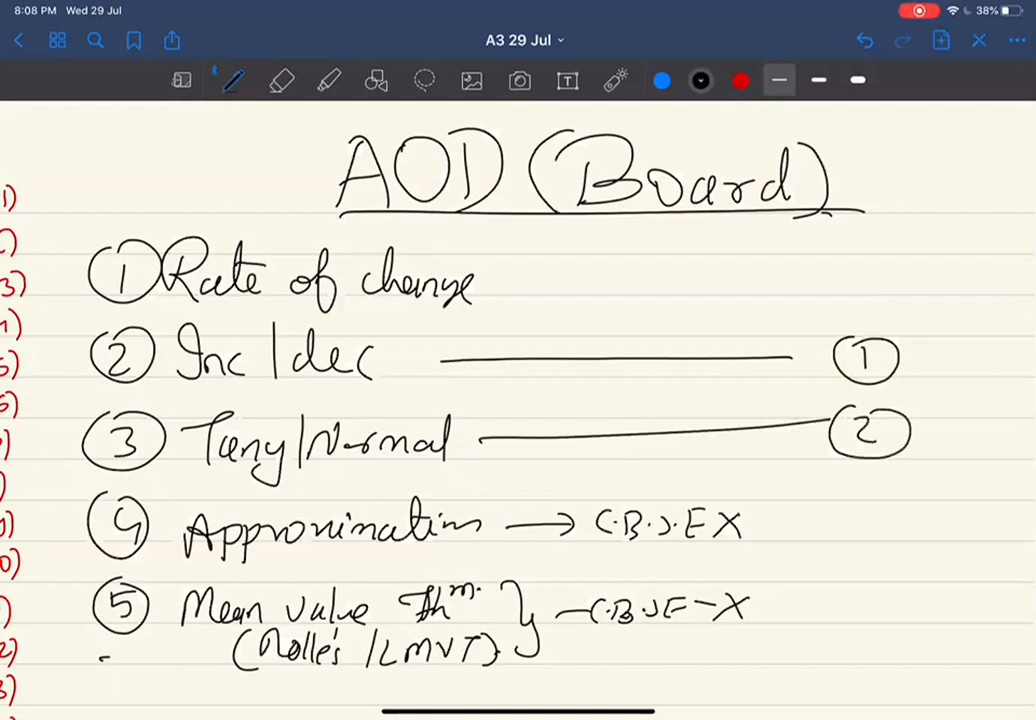 8:08 PM Wed 29 Jul
38%
A3 29 Jul
T
AOD (Board)
① Rate of change
② Inc / dec ——— ①
③ Tang/Normal ——— ②
④ Approximation → C.B.S.E X
⑤ Mean value Thm. } — C.B.S.E - X
(Rolle's / LMVT)